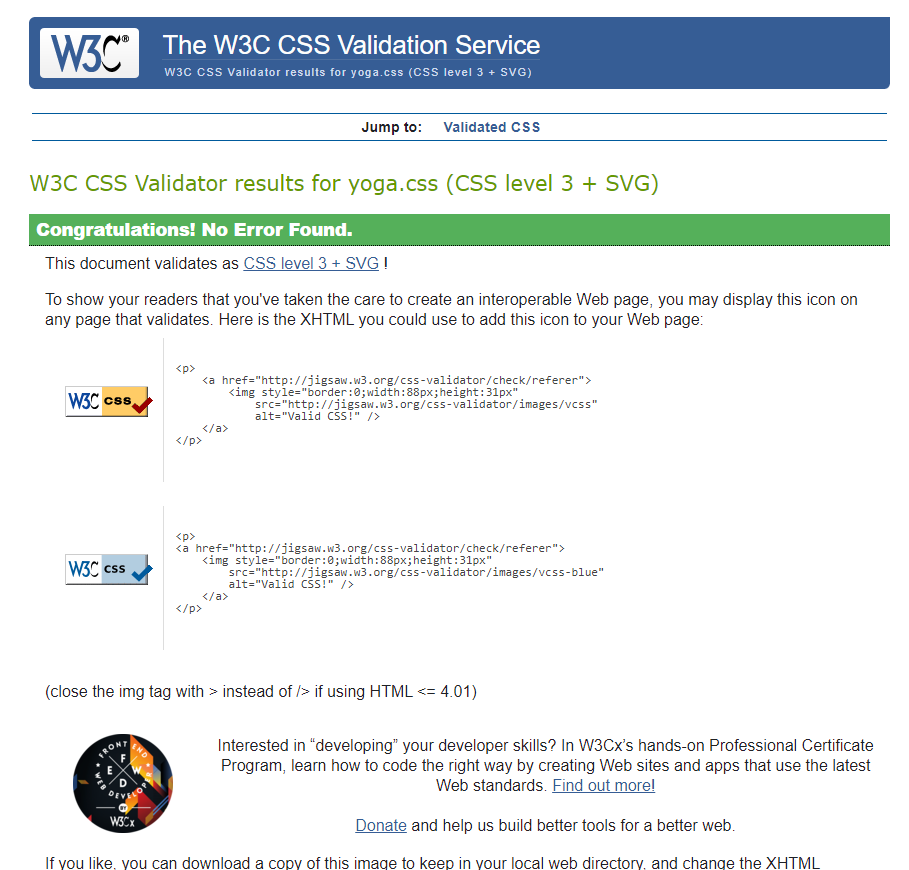 W3C®
The W3C CSS Validation Service
W3C CSS Validator results for yoga.css (CSS level 3 + SVG)
Jump to: Validated CSS
W3C CSS Validator results for yoga.css (CSS level 3 + SVG)
Congratulations! No Error Found.
This document validates as CSS level 3 + SVG !
To show your readers that you've taken the care to create an interoperable Web page, you may display this icon on
any page that validates. Here is the XHTML you could use to add this icon to your Web page:
W3C css
<p>
    <a href="http://jigsaw.w3.org/css-validator/check/referer">
        <img style="border:0;width:88px;height:31px"
            src="http://jigsaw.w3.org/css-validator/images/vcss"
            alt="Valid CSS!" />
    </a>
</p>
W3C css
<p>
<a href="http://jigsaw.w3.org/css-validator/check/referer">
    <img style="border:0;width:88px;height:31px"
        src="http://jigsaw.w3.org/css-validator/images/vcss-blue"
        alt="Valid CSS!" />
    </a>
</p>
(close the img tag with > instead of /> if using HTML <= 4.01)
FRONT END
F
E W
D
WEB DEVELOPER
BY
W3Cx
Interested in “developing” your developer skills? In W3Cx’s hands-on Professional Certificate
Program, learn how to code the right way by creating Web sites and apps that use the latest
Web standards. Find out more!
Donate and help us build better tools for a better web.
If you like, you can download a copy of this image to keep in your local web directory, and change the XHTML